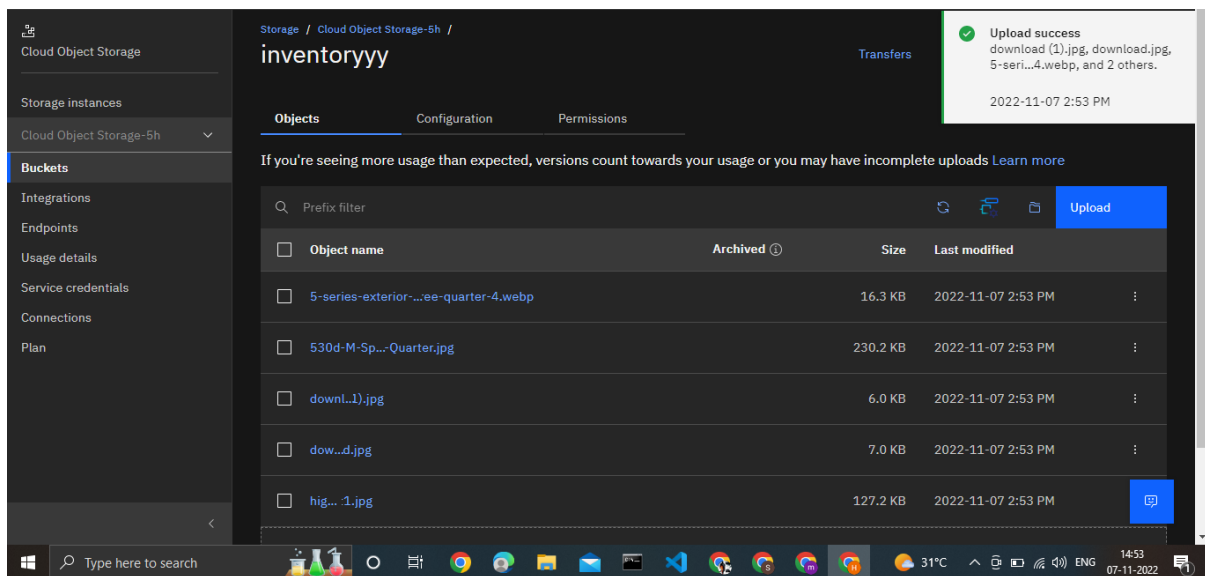 Cloud Object Storage
Storage instances
Cloud Object Storage-5h
Buckets
Integrations
Endpoints
Usage details
Service credentials
Connections
Plan
Storage / Cloud Object Storage-5h /
inventoryyy
Transfers
Upload success
download (1).jpg, download.jpg,
5-seri...4.webp, and 2 others.
2022-11-07 2:53 PM
Objects Configuration Permissions
If you're seeing more usage than expected, versions count towards your usage or you may have incomplete uploads Learn more
Prefix filter Upload
Object name Archived Size Last modified
5-series-exterior-...ee-quarter-4.webp 16.3 KB 2022-11-07 2:53 PM
530d-M-Sp...-Quarter.jpg 230.2 KB 2022-11-07 2:53 PM
downl..1).jpg 6.0 KB 2022-11-07 2:53 PM
dow...d.jpg 7.0 KB 2022-11-07 2:53 PM
hig... :1.jpg 127.2 KB 2022-11-07 2:53 PM
Type here to search 31°C ENG 14:53
07-11-2022